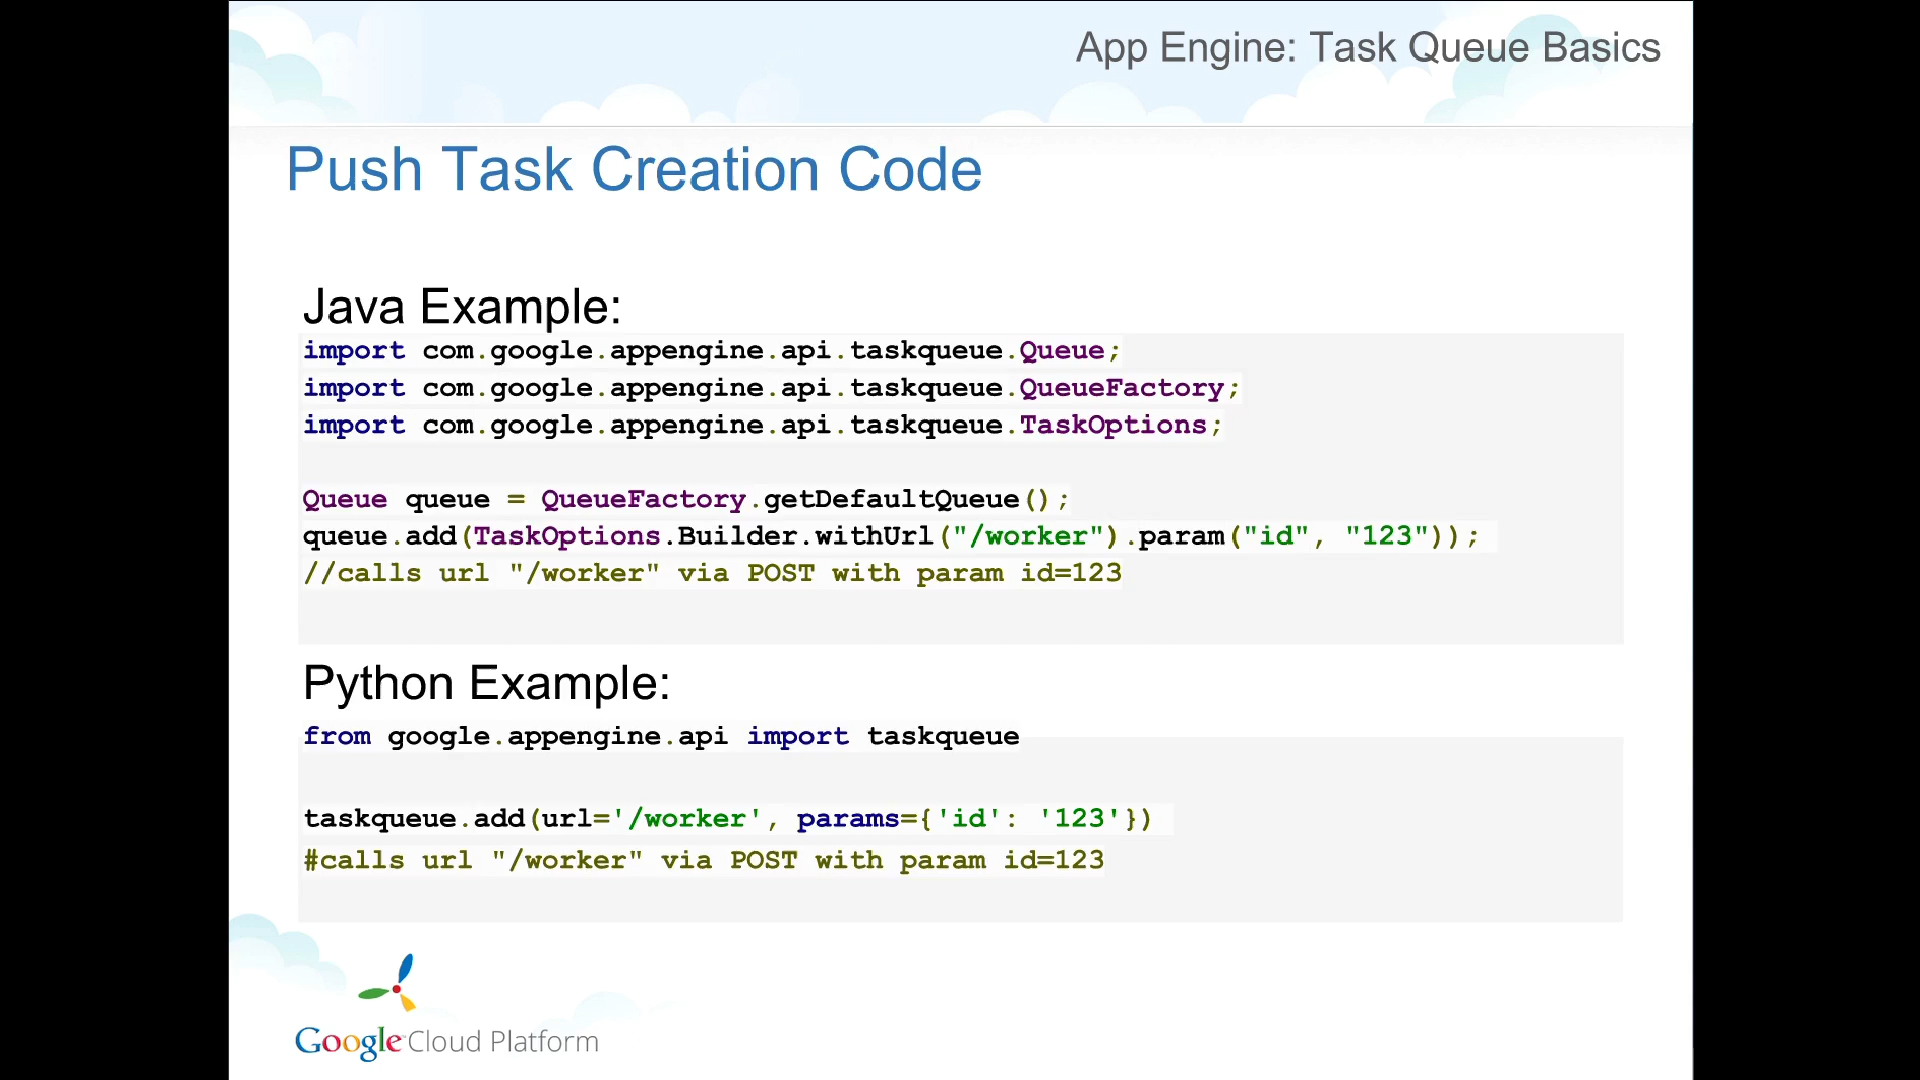 App Engine: Task Queue Basics
Push Task Creation Code
Java Example:
import com.google.appengine.api.taskqueue.Queue;
import com.google.appengine.api.taskqueue.QueueFactory;
import com.google.appengine.api.taskqueue.TaskOptions;
Queue queue = QueueFactory.getDefaultQueue();
queue.add(TaskOptions.Builder.withUrl("/worker").param("id", "123"));
//calls url "/worker" via POST with param id=123
Python Example:
from google.appengine.api import taskqueue
taskqueue.add(url='/worker', params={'id': '123'})
#calls url "/worker" via POST with param id=123
Google Cloud Platform